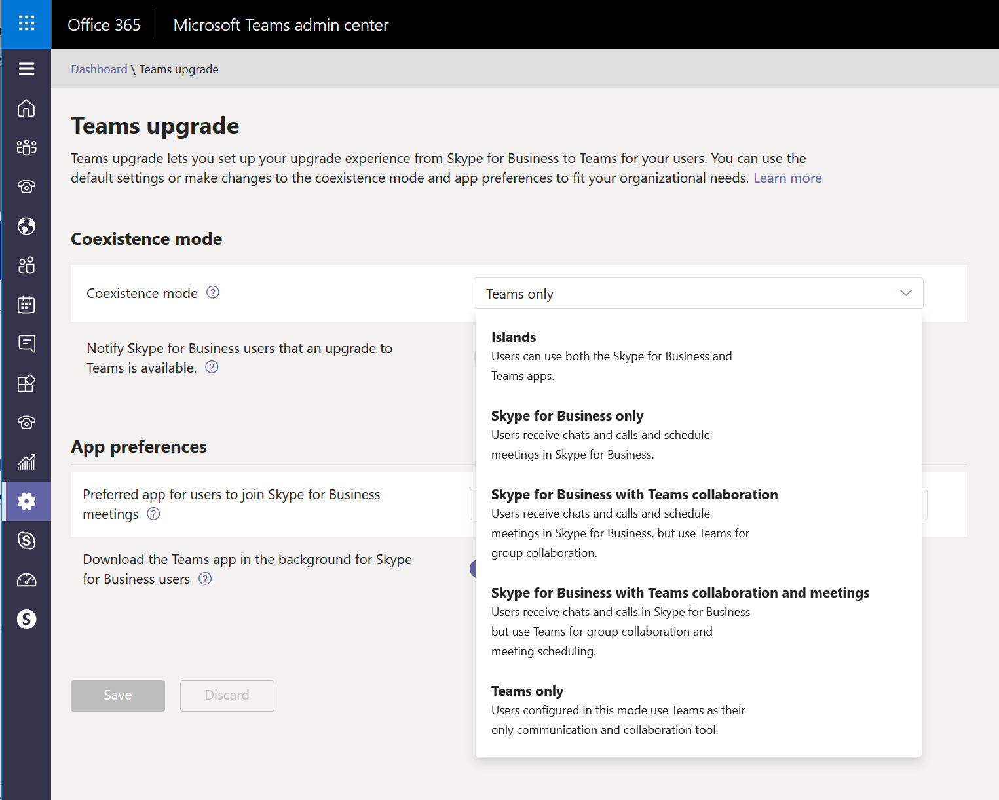 Office 365
Microsoft Teams admin center
Dashboard \ Teams upgrade
Teams upgrade
Teams upgrade lets you set up your upgrade experience from Skype for Business to Teams for your users. You can use the
default settings or make changes to the coexistence mode and app preferences to fit your organizational needs. Learn more
Coexistence mode
Coexistence mode ?
Teams only
Notify Skype for Business users that an upgrade to
Teams is available. ?
Islands
Users can use both the Skype for Business and
Teams apps.
Skype for Business only
Users receive chats and calls and schedule
meetings in Skype for Business.
Skype for Business with Teams collaboration
Users receive chats and calls and schedule
meetings in Skype for Business, but use Teams for
group collaboration.
Skype for Business with Teams collaboration and meetings
Users receive chats and calls in Skype for Business
but use Teams for group collaboration and
meeting scheduling.
Teams only
Users configured in this mode use Teams as their
only communication and collaboration tool.
App preferences
Preferred app for users to join Skype for Business
meetings ?
Download the Teams app in the background for Skype
for Business users ?
Save
Discard